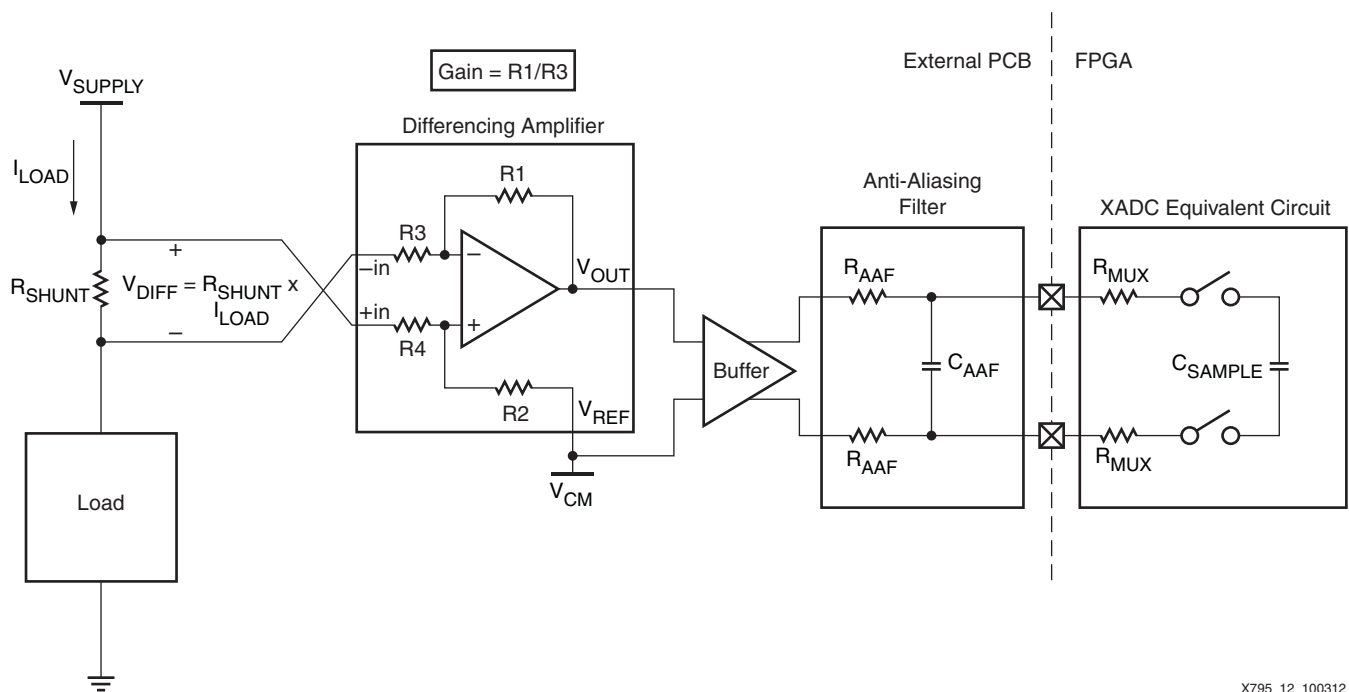 External PCB
FPGA
Gain = R1/R3
VSUPPLY
Differencing Amplifier
ILOAD
R1
Anti-Aliasing
Filter
XADC Equivalent Circuit
+
R3
–
–in
VOUT
RAAF
RMUX
RSHUNT
VDIFF = RSHUNT x
ILOAD
+in
+
–
R4
Buffer
CAAF
CSAMPLE
R2
VREF
RAAF
RMUX
VCM
Load
X795_12_100312